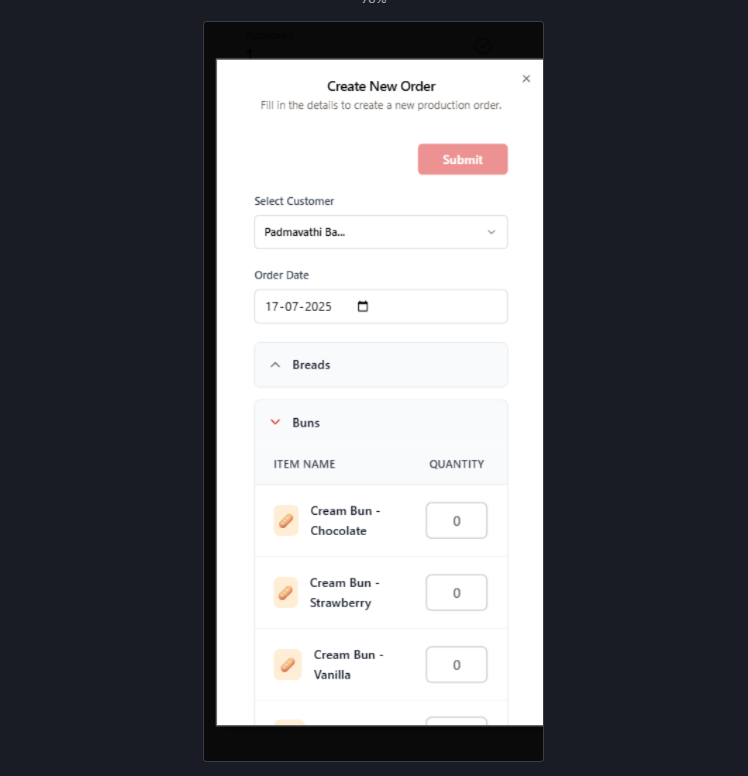 Create New Order
Fill in the details to create a new production order.
Submit
Select Customer
Padmavathi Ba...
Order Date
17-07-2025
Breads
Buns
ITEM NAME QUANTITY
Cream Bun -
Chocolate
0
Cream Bun -
Strawberry
0
Cream Bun -
Vanilla
0